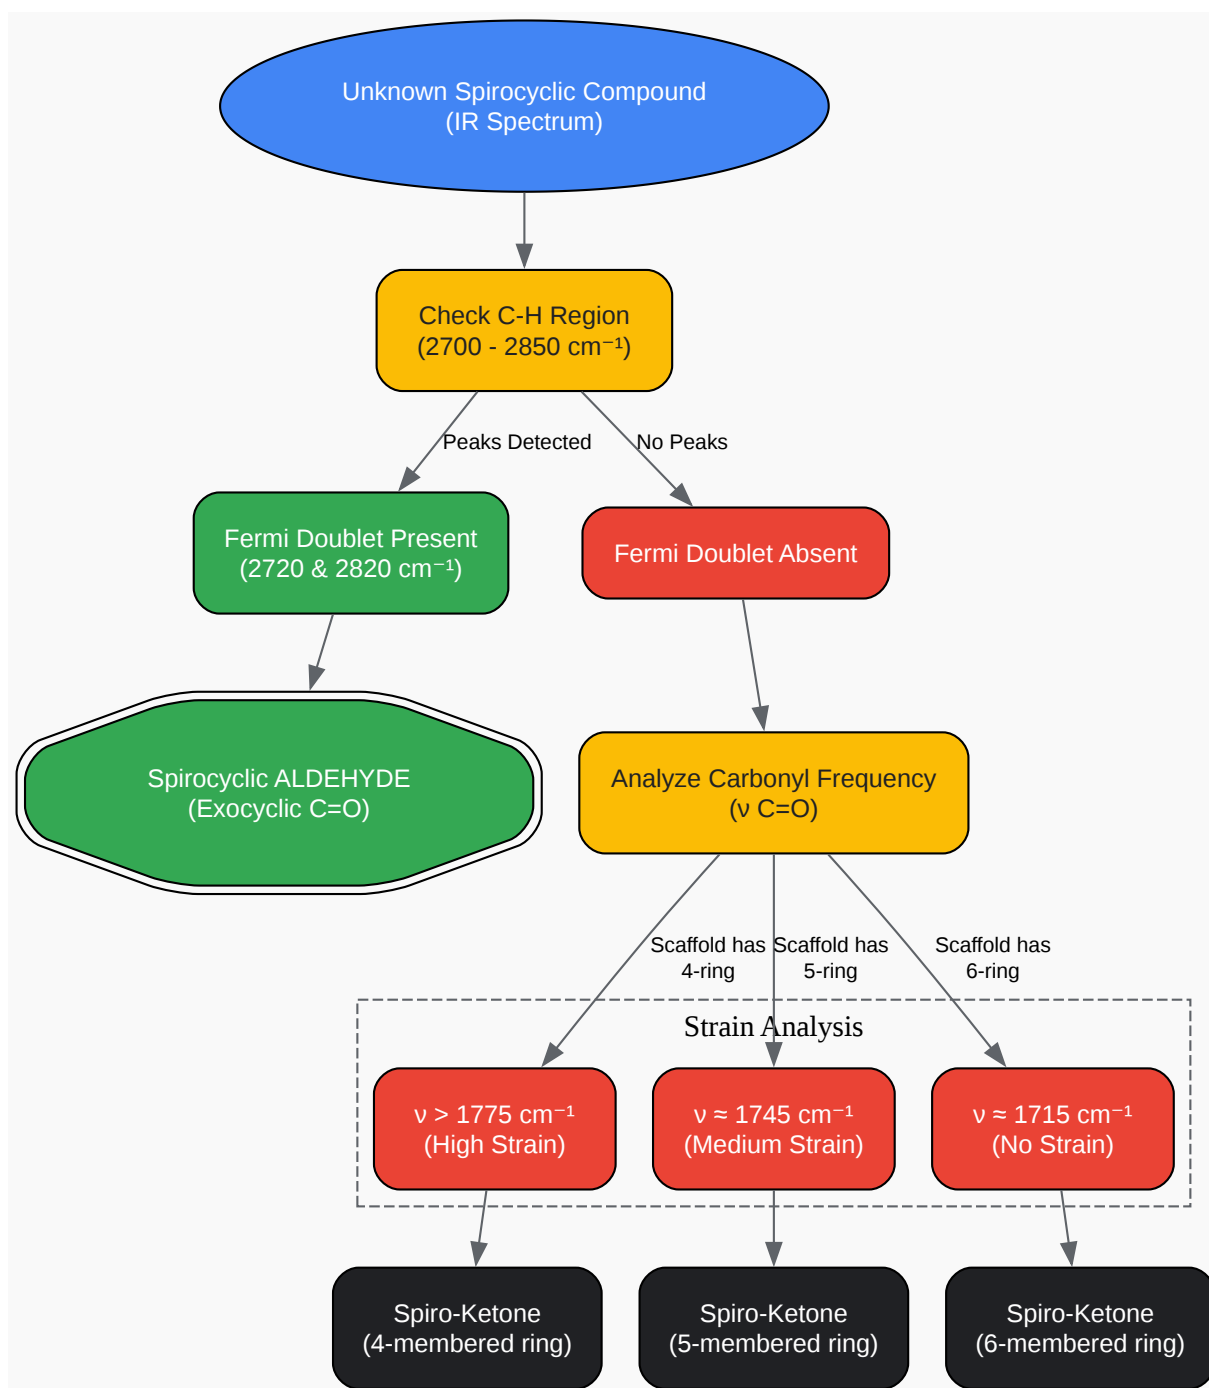 Unknown Spirocyclic Compound
(IR Spectrum)
Check C-H Region
(2700 - 2850 cm⁻¹)
Peaks Detected
No Peaks
Fermi Doublet Present
(2720 & 2820 cm⁻¹)
Fermi Doublet Absent
Spirocyclic ALDEHYDE
(Exocyclic C=O)
Analyze Carbonyl Frequency
(ν C=O)
Scaffold has
4-ring
Scaffold has
5-ring
Scaffold has
6-ring
Strain Analysis
ν > 1775 cm⁻¹
(High Strain)
ν ≈ 1745 cm⁻¹
(Medium Strain)
ν ≈ 1715 cm⁻¹
(No Strain)
Spiro-Ketone
(4-membered ring)
Spiro-Ketone
(5-membered ring)
Spiro-Ketone
(6-membered ring)